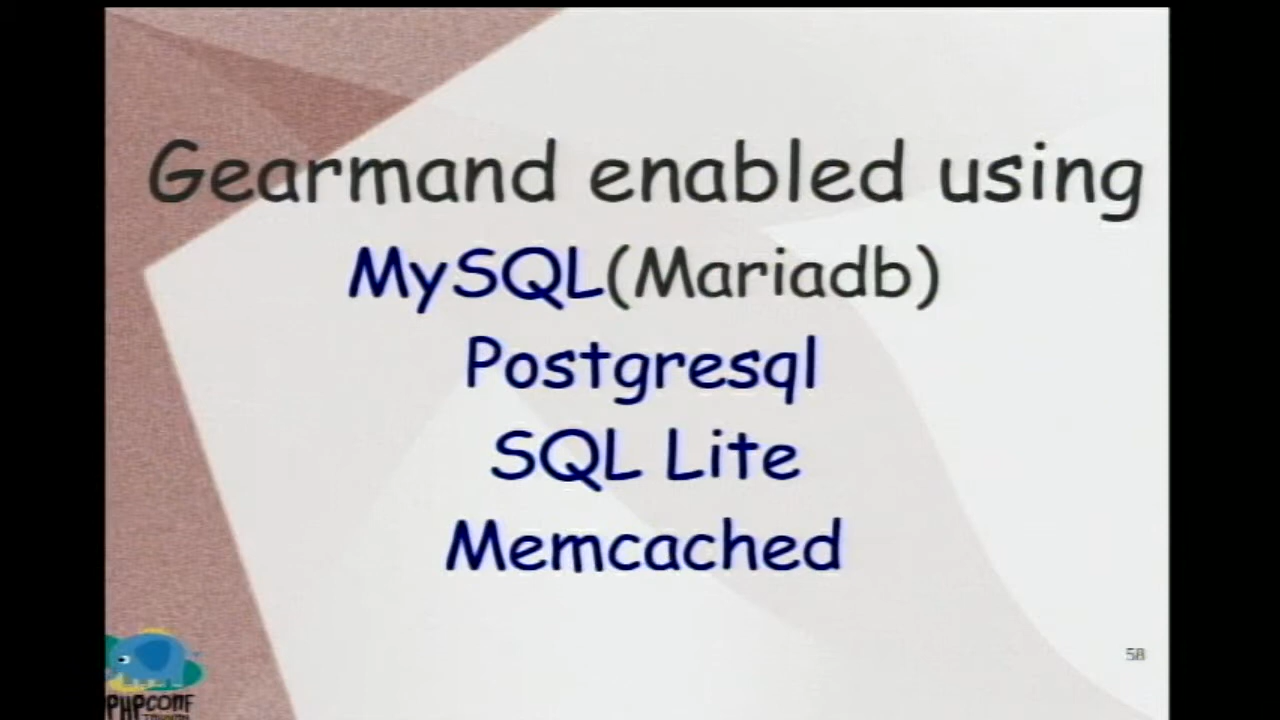 Gearmand enabled using
MySQL(Mariadb)
Postgresql
SQL Lite
Memcached
58
PHPCONF